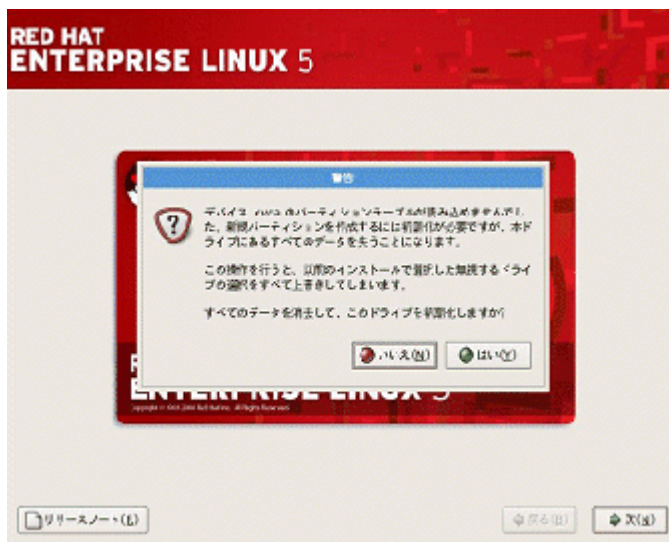 RED HAT
ENTERPRISE LINUX 5
警告
デバイス のパーティションテーブルが読み込めませんでし
た。新規パーティションを作成するには初期化が必要ですが、本ド
ライブにあるすべてのデータを失うことになります。
この操作を行うと、以前のインストールで選択した無視するドライ
ブの選択をすべて上書きしてしまいます。
すべてのデータを消去して、このドライブを初期化しますか?
いいえ(N)
はい(Y)
ENTERPRISE LINUX 5
リリースノート(R)
戻る(B)
次(N)